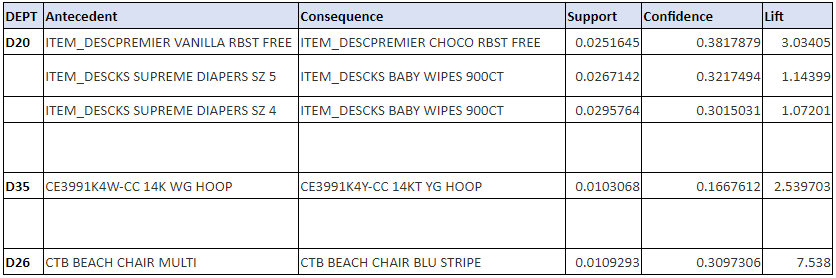 DEPT Antecedent Consequence Support Confidence Lift
D20 ITEM_DESCPREMIER VANILLA RBST FREE ITEM_DESCPREMIER CHOCO RBST FREE 0.0251645 0.3817879 3.03405
ITEM_DESCKS SUPREME DIAPERS SZ 5 ITEM_DESCKS BABY WIPES 900CT 0.0267142 0.3217494 1.14399
ITEM_DESCKS SUPREME DIAPERS SZ 4 ITEM_DESCKS BABY WIPES 900CT 0.0295764 0.3015031 1.07201
D35 CE3991K4W-CC 14K WG HOOP CE3991K4Y-CC 14KT YG HOOP 0.0103068 0.1667612 2.539703
D26 CTB BEACH CHAIR MULTI CTB BEACH CHAIR BLU STRIPE 0.0109293 0.3097306 7.538